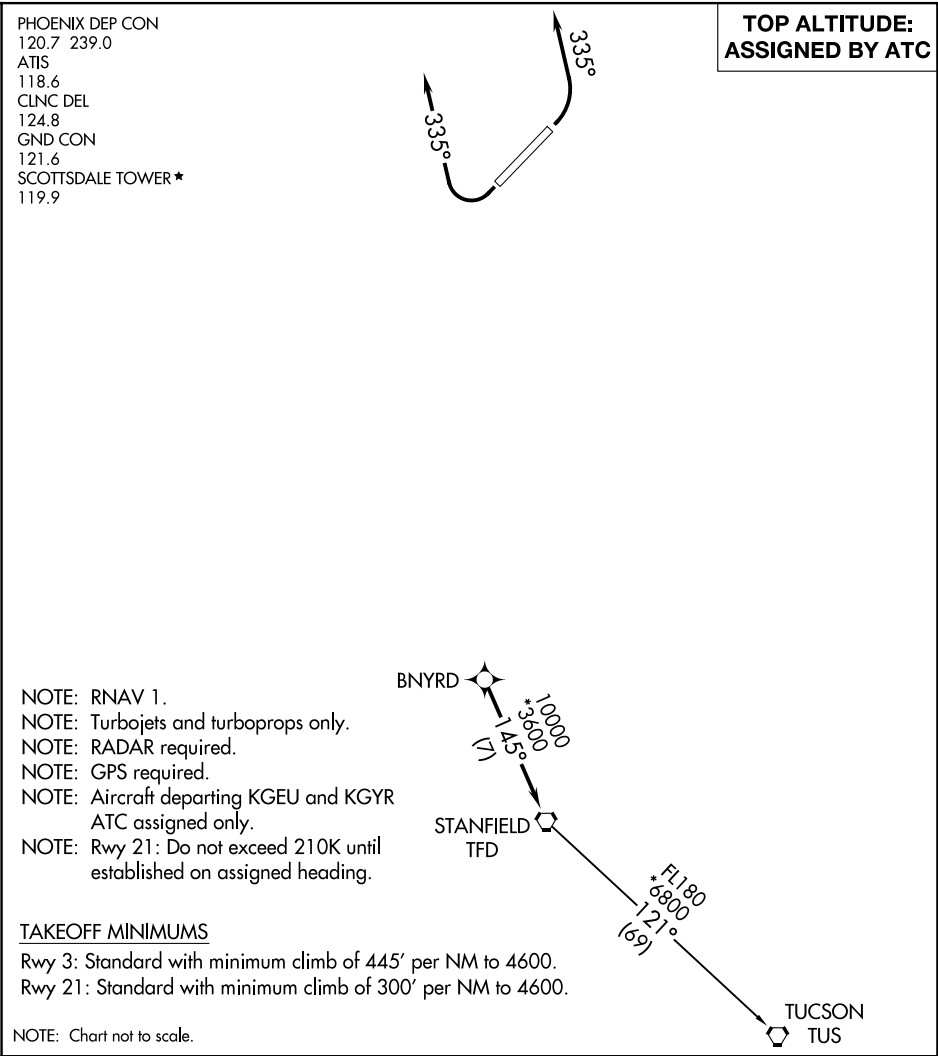 PHOENIX DEP CON
120.7 239.0
ATIS
118.6
CLNC DEL
124.8
GND CON
121.6
SCOTTSDALE TOWER★
119.9
TOP ALTITUDE:
ASSIGNED BY ATC
335°
335°
BNYRD
10000
*3600
145°
(7)
STANFIELD
TFD
FL180
*6800
121°
(69)
TUCSON
TUS
NOTE: RNAV 1.
NOTE: Turbojets and turboprops only.
NOTE: RADAR required.
NOTE: GPS required.
NOTE: Aircraft departing KGEU and KGYR
ATC assigned only.
NOTE: Rwy 21: Do not exceed 210K until
established on assigned heading.
TAKEOFF MINIMUMS
Rwy 3: Standard with minimum climb of 445' per NM to 4600.
Rwy 21: Standard with minimum climb of 300' per NM to 4600.
NOTE: Chart not to scale.